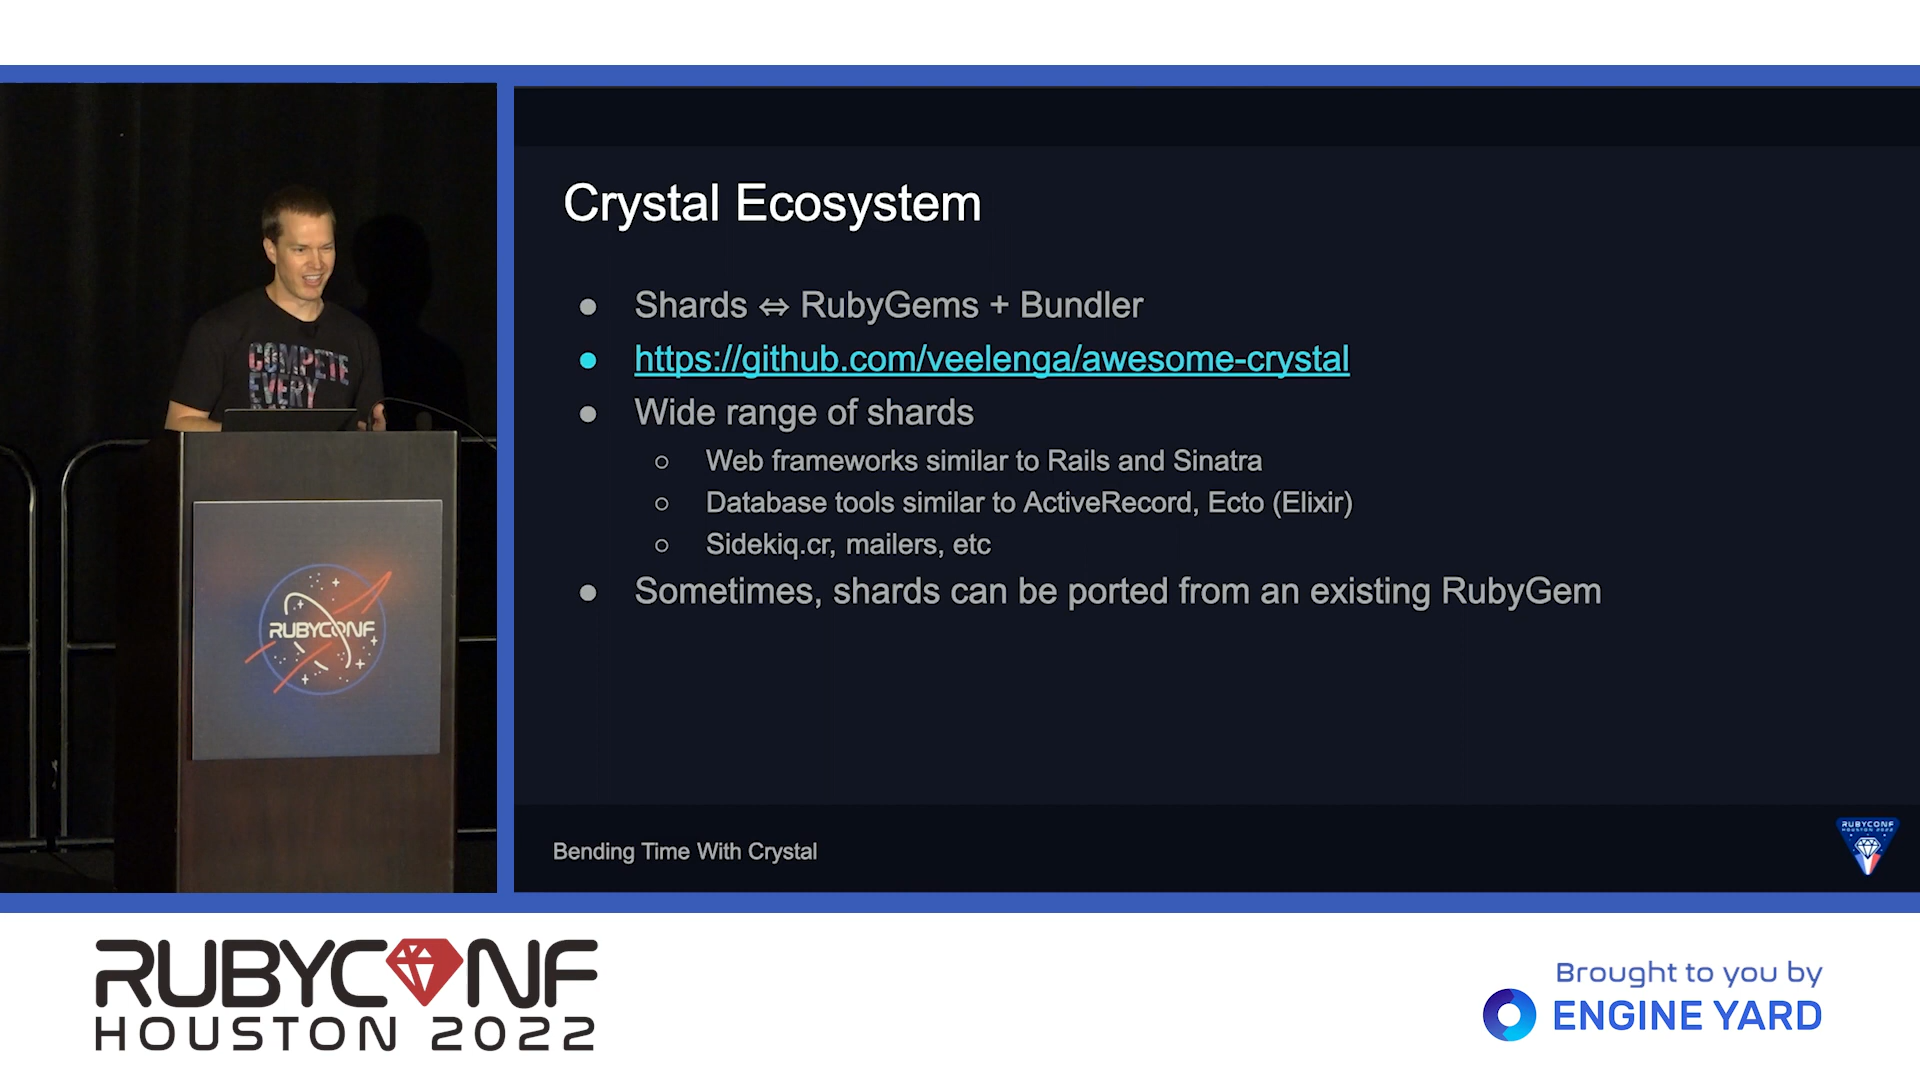 Crystal Ecosystem
● Shards ⇔ RubyGems + Bundler
● https://github.com/veelenga/awesome-crystal
● Wide range of shards
○ Web frameworks similar to Rails and Sinatra
○ Database tools similar to ActiveRecord, Ecto (Elixir)
○ Sidekiq.cr, mailers, etc
● Sometimes, shards can be ported from an existing RubyGem
Bending Time With Crystal
RUBYCONF
HOUSTON 2022
COMPETE
EVERY
RUBYCONF
RUBYCONF
HOUSTON 2022
Brought to you by
ENGINE YARD